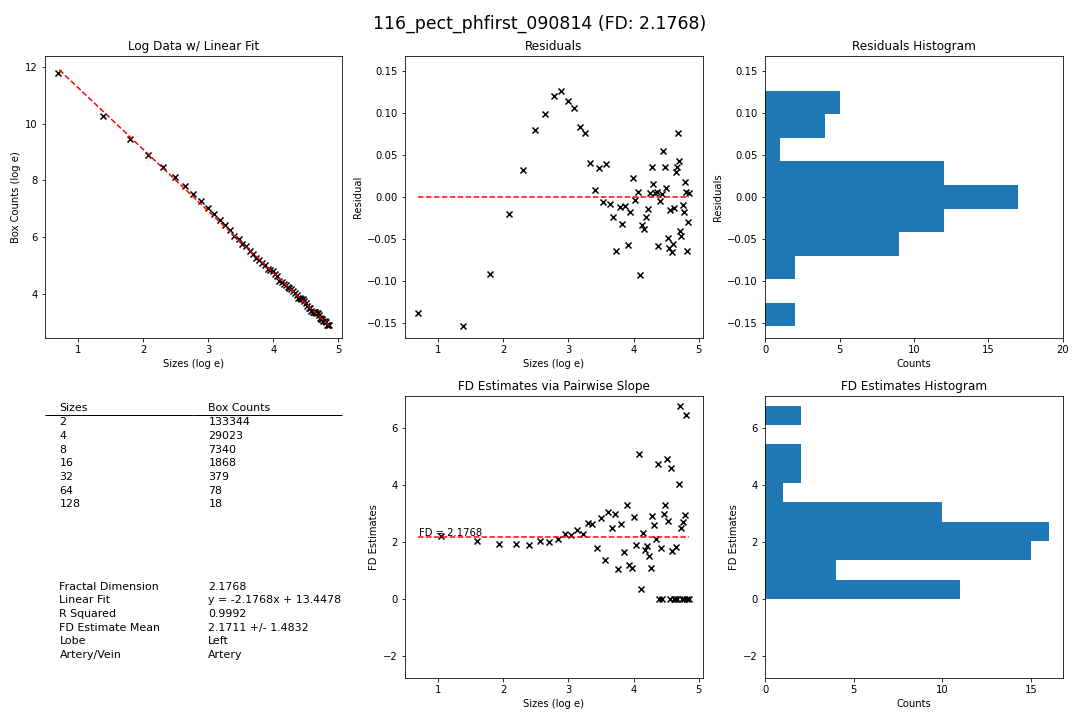 116_pect_phfirst_090814 (FD: 2.1768)
Log Data w/ Linear Fit
12
10
8
6
4
Box Counts (log e)
1 2 3 4 5
Sizes (log e)
Residuals
0.15
0.10
0.05
0.00
−0.05
−0.10
−0.15
Residual
1 2 3 4 5
Sizes (log e)
Residuals Histogram
0.15
0.10
0.05
0.00
−0.05
−0.10
−0.15
Residuals
0 5 10 15 20
Counts
Sizes Box Counts
2 133344
4 29023
8 7340
16 1868
32 379
64 78
128 18
Fractal Dimension 2.1768
Linear Fit y = -2.1768x + 13.4478
R Squared 0.9992
FD Estimate Mean 2.1711 +/- 1.4832
Lobe Left
Artery/Vein Artery
FD Estimates via Pairwise Slope
6
4
2
0
−2
FD Estimates
FD = 2.1768
1 2 3 4 5
Sizes (log e)
FD Estimates Histogram
6
4
2
0
−2
FD Estimates
0 5 10 15
Counts